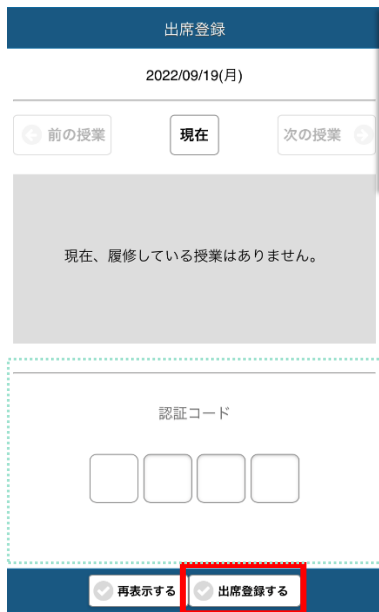 出席登録
2022/09/19(月)
前の授業
現在
次の授業
現在、履修している授業はありません。
認証コード
再表示する
出席登録する